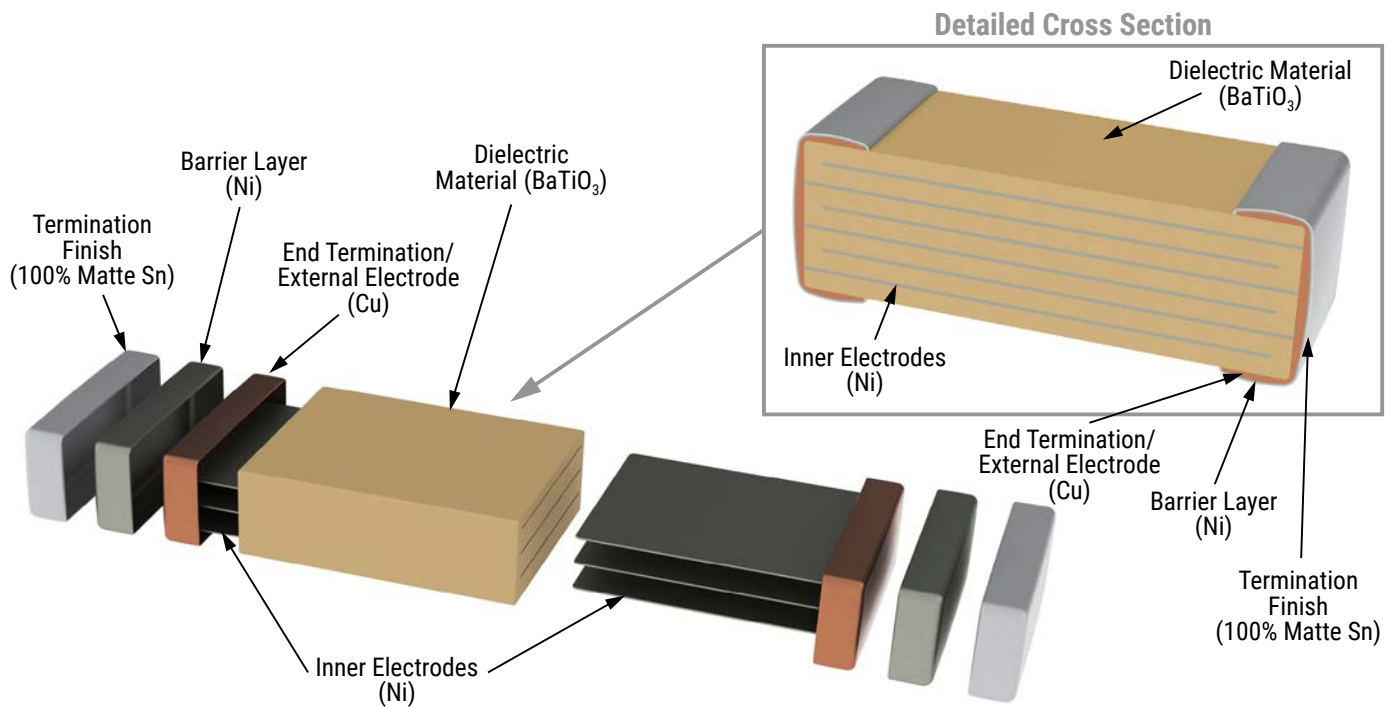 Detailed Cross Section
Dielectric Material
(BaTiO₃)
Inner Electrodes
(Ni)
End Termination/
External Electrode
(Cu)
Barrier Layer
(Ni)
Termination
Finish
(100% Matte Sn)
Barrier Layer
(Ni)
Dielectric
Material (BaTiO₃)
Termination
Finish
(100% Matte Sn)
End Termination/
External Electrode
(Cu)
Inner Electrodes
(Ni)